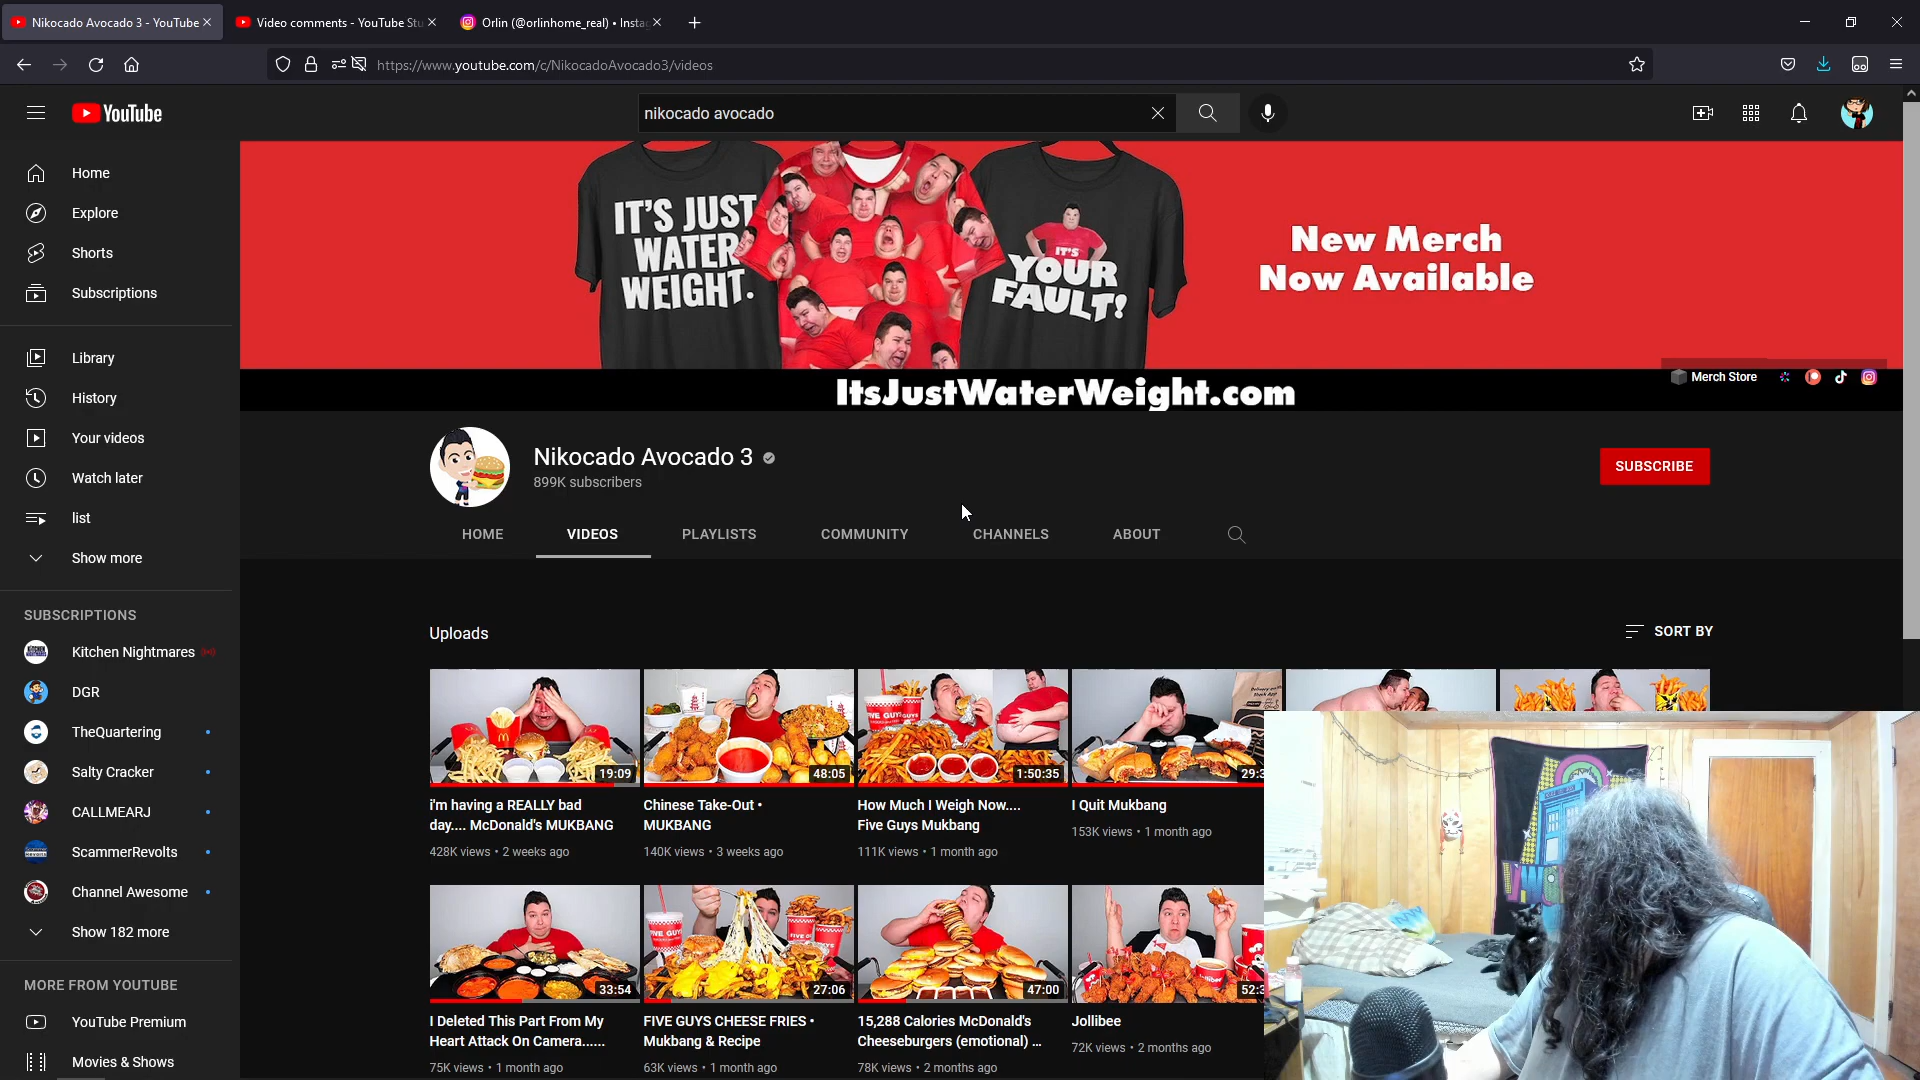 Nikocado Avocado 3 - YouTube
Video comments - YouTube Stu
Orlin (@orlinhome_real) • Insta
https://www.youtube.com/c/NikocadoAvocado3/videos
YouTube
nikocado avocado
Home
Explore
Shorts
Subscriptions
Library
History
Your videos
Watch later
list
Show more
SUBSCRIPTIONS
Kitchen Nightmares
DGR
TheQuartering
Salty Cracker
CALLMEARJ
ScammerRevolts
Channel Awesome
Show 182 more
MORE FROM YOUTUBE
YouTube Premium
Movies & Shows
IT'S JUST
WATER
WEIGHT.
IT'S
YOUR
FAULT!
New Merch
Now Available
ItsJustWaterWeight.com
Merch Store
Nikocado Avocado 3
899K subscribers
SUBSCRIBE
HOME
VIDEOS
PLAYLISTS
COMMUNITY
CHANNELS
ABOUT
Uploads
SORT BY
19:09
48:05
FIVE GUYS
1:50:35
29:3
i'm having a REALLY bad
day.... McDonald's MUKBANG
428K views • 2 weeks ago
Chinese Take-Out •
MUKBANG
140K views • 3 weeks ago
How Much I Weigh Now....
Five Guys Mukbang
111K views • 1 month ago
I Quit Mukbang
153K views • 1 month ago
33:54
FIVE GUYS
27:06
47:00
52:3
I Deleted This Part From My
Heart Attack On Camera......
75K views • 1 month ago
FIVE GUYS CHEESE FRIES •
Mukbang & Recipe
63K views • 1 month ago
15,288 Calories McDonald's
Cheeseburgers (emotional) ...
78K views • 2 months ago
Jollibee
72K views • 2 months ago